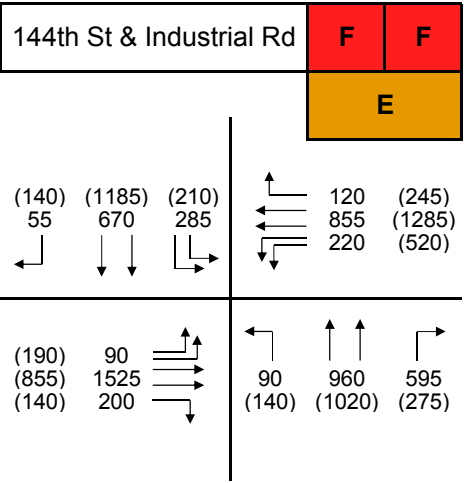 144th St & Industrial Rd F F
E
(140) (1185) (210)
55 670 285
120 (245)
855 (1285)
220 (520)
(190) 90
(855) 1525
(140) 200
90 960 595
(140) (1020) (275)